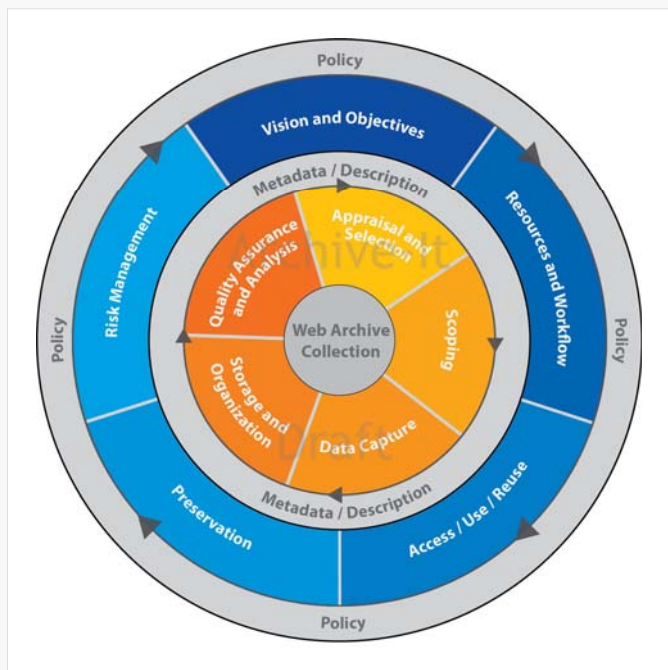 Policy
Vision and Objectives
Metadata / Description
Appraisal and
Selection
Quality Assurance
and Analysis
Archive-It
Resources and Workflow
Risk Management
Web Archive
Collection
Scoping
Policy
Policy
Storage and
Organization
Data Capture
Draft
Metadata / Description
Preservation
Access / Use / Reuse
Policy